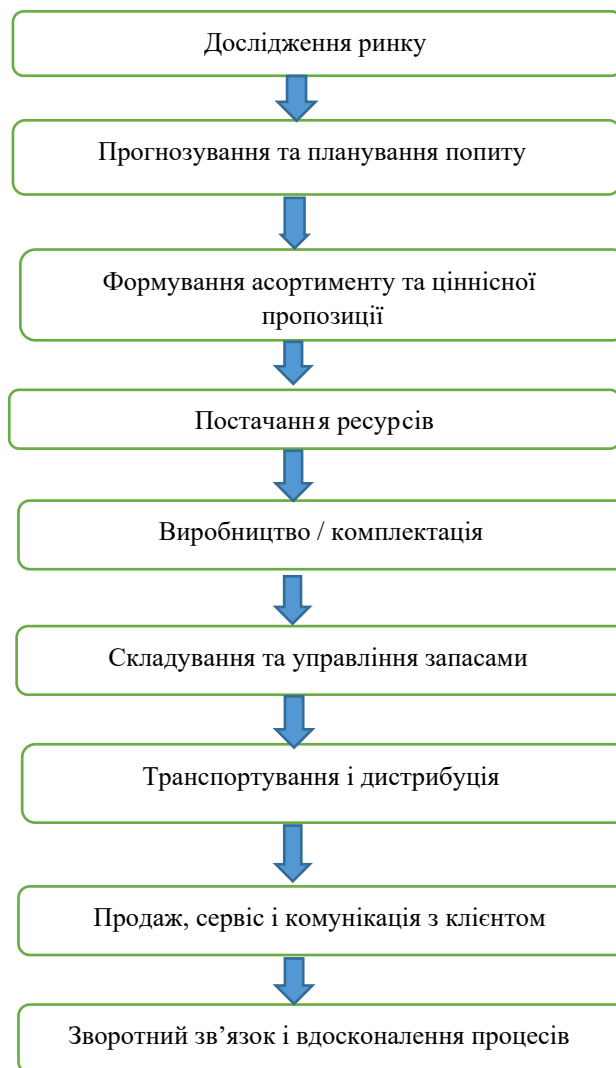 Дослідження ринку
Прогнозування та планування попиту
Формування асортименту та ціннісної
пропозиції
Постачання ресурсів
Виробництво / комплектація
Складування та управління запасами
Транспортування і дистрибуція
Продаж, сервіс і комунікація з клієнтом
Зворотний зв’язок і вдосконалення процесів